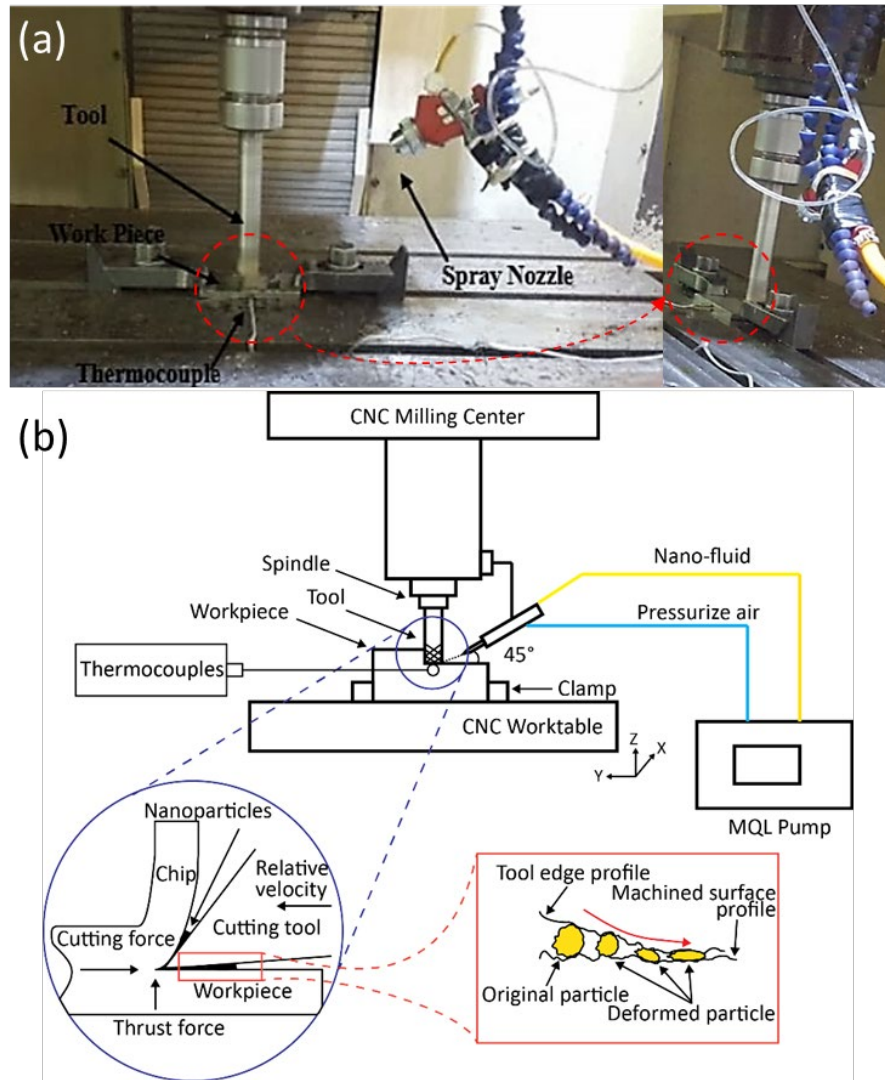 (a)
Tool
Work Piece
Spray Nozzle
Thermocouple
(b)
CNC Milling Center
Nano-fluid
Spindle
Tool
Workpiece
Pressurize air
Thermocouples
45°
Clamp
CNC Worktable
Z
X
Y
MQL Pump
Nanoparticles
Chip
Relative
velocity
Cutting tool
Cutting force
Workpiece
Thrust force
Tool edge profile
Machined surface
profile
Original particle
Deformed particle